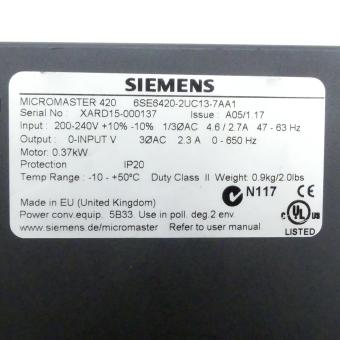 SIEMENS
MICROMASTER 420 6SE6420-2UC13-7AA1
Serial No XARD15-000137 Issue : A05/1.17
Input : 200-240V +10% -10% 1/3ØAC 4.6 / 2.7A 47 - 63 Hz
Output : 0-INPUT V 3ØAC 2.3 A 0 - 650 Hz
Motor: 0.37kW
Protection IP20
Temp Range : -10 - +50°C Duty Class II Weight: 0.9kg/2.0lbs
N117 CE
Made in EU (United Kingdom)
Power conv.equip. 5B33. Use in poll. deg.2 env.
www.siemens.de/micromaster Refer to user manual
C UL US
LISTED